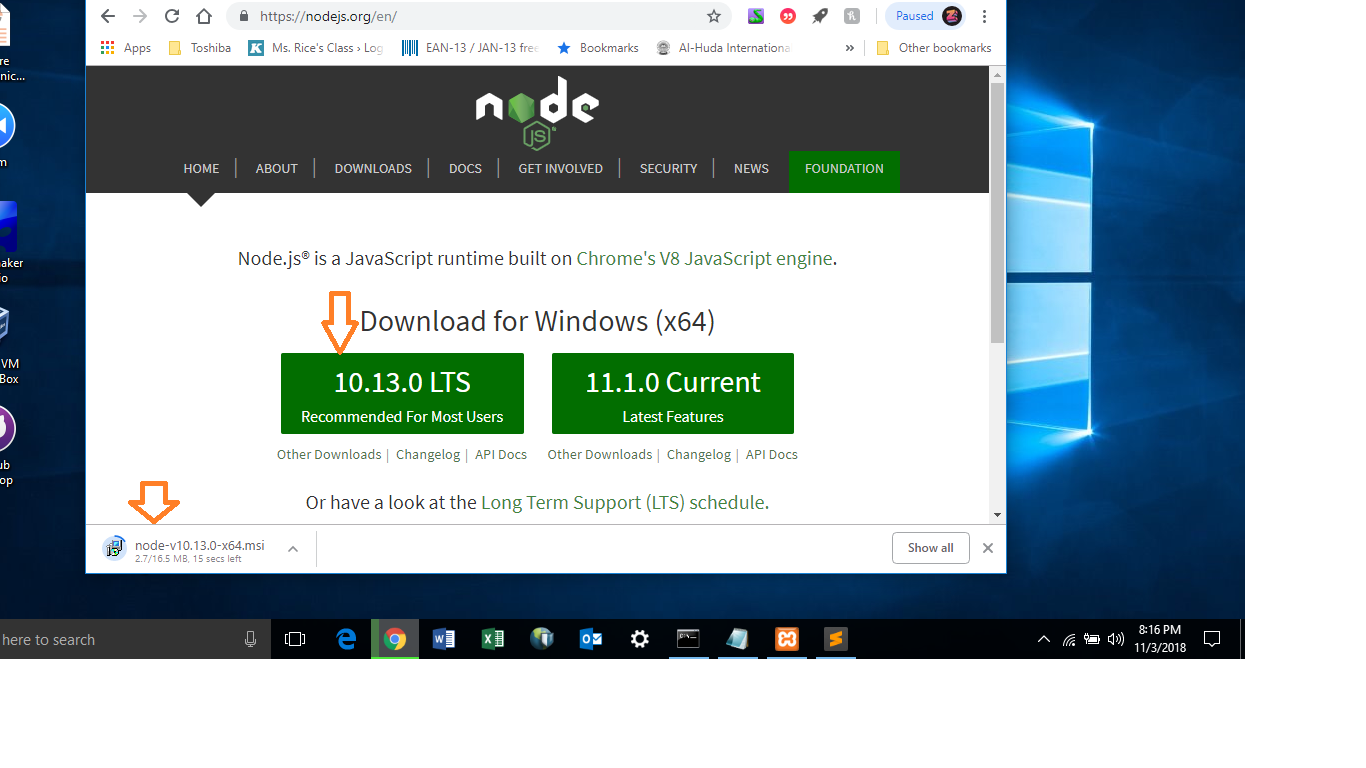 https://nodejs.org/en/
Paused
Apps
Toshiba
Ms. Rice's Class › Log
EAN-13 / JAN-13 free
Bookmarks
Al-Huda Internationa
»
Other bookmarks
node
JS
HOME | ABOUT | DOWNLOADS | DOCS | GET INVOLVED | SECURITY | NEWS
FOUNDATION
Node.js® is a JavaScript runtime built on Chrome's V8 JavaScript engine.
Download for Windows (x64)
10.13.0 LTS
Recommended For Most Users
11.1.0 Current
Latest Features
Other Downloads | Changelog | API Docs
Other Downloads | Changelog | API Docs
Or have a look at the Long Term Support (LTS) schedule.
node-v10.13.0-x64.msi
2.7/16.5 MB, 15 secs left
Show all
VM
Box
here to search
8:16 PM
11/3/2018